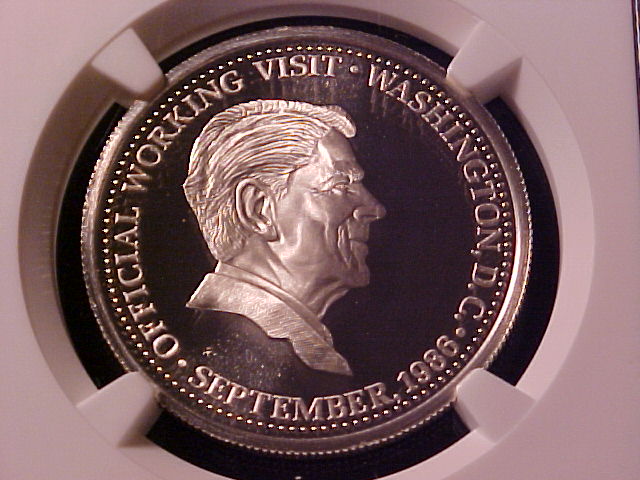 • OFFICIAL WORKING VISIT • WASHINGTON, D.C. •
SEPTEMBER, 1986